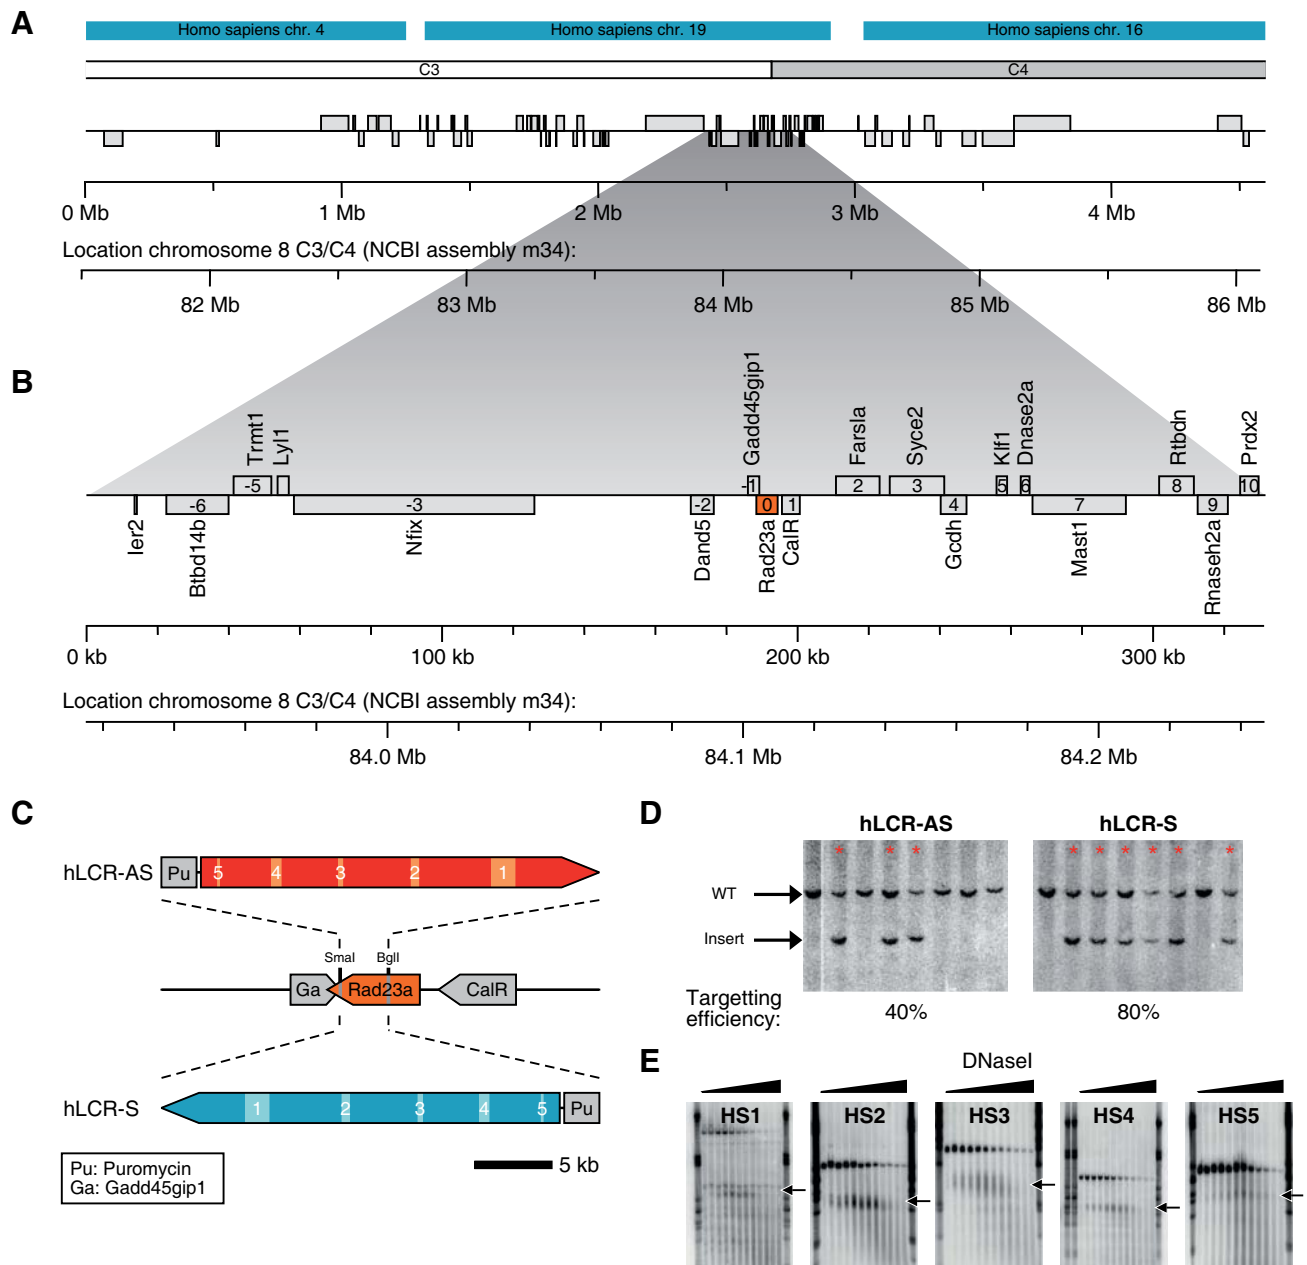 A
Homo sapiens chr. 4
Homo sapiens chr. 19
Homo sapiens chr. 16
C3
C4
0 Mb
1 Mb
2 Mb
3 Mb
4 Mb
Location chromosome 8 C3/C4 (NCBI assembly m34):
82 Mb
83 Mb
84 Mb
85 Mb
86 Mb
B
Trmt1
Lyl1
Gadd45gip1
Farsla
Syce2
Klf1
Dnase2a
Rtbdn
Prdx2
-5
-1
2
3
5
6
8
10
-6
-3
-2
0
1
4
7
9
Ier2
Btbd14b
Nfix
Dand5
Rad23a
CalR
Gcdh
Mast1
Rnaseh2a
0 kb
100 kb
200 kb
300 kb
Location chromosome 8 C3/C4 (NCBI assembly m34):
84.0 Mb
84.1 Mb
84.2 Mb
C
hLCR-AS
Pu
5
4
3
2
1
SmaI
BglI
Ga
Rad23a
CalR
hLCR-S
1
2
3
4
5
Pu
Pu: Puromycin
Ga: Gadd45gip1
5 kb
D
hLCR-AS
hLCR-S
* * *
* * * * * *
WT
Insert
Targetting
efficiency:
40%
80%
E
DNaseI
HS1
HS2
HS3
HS4
HS5